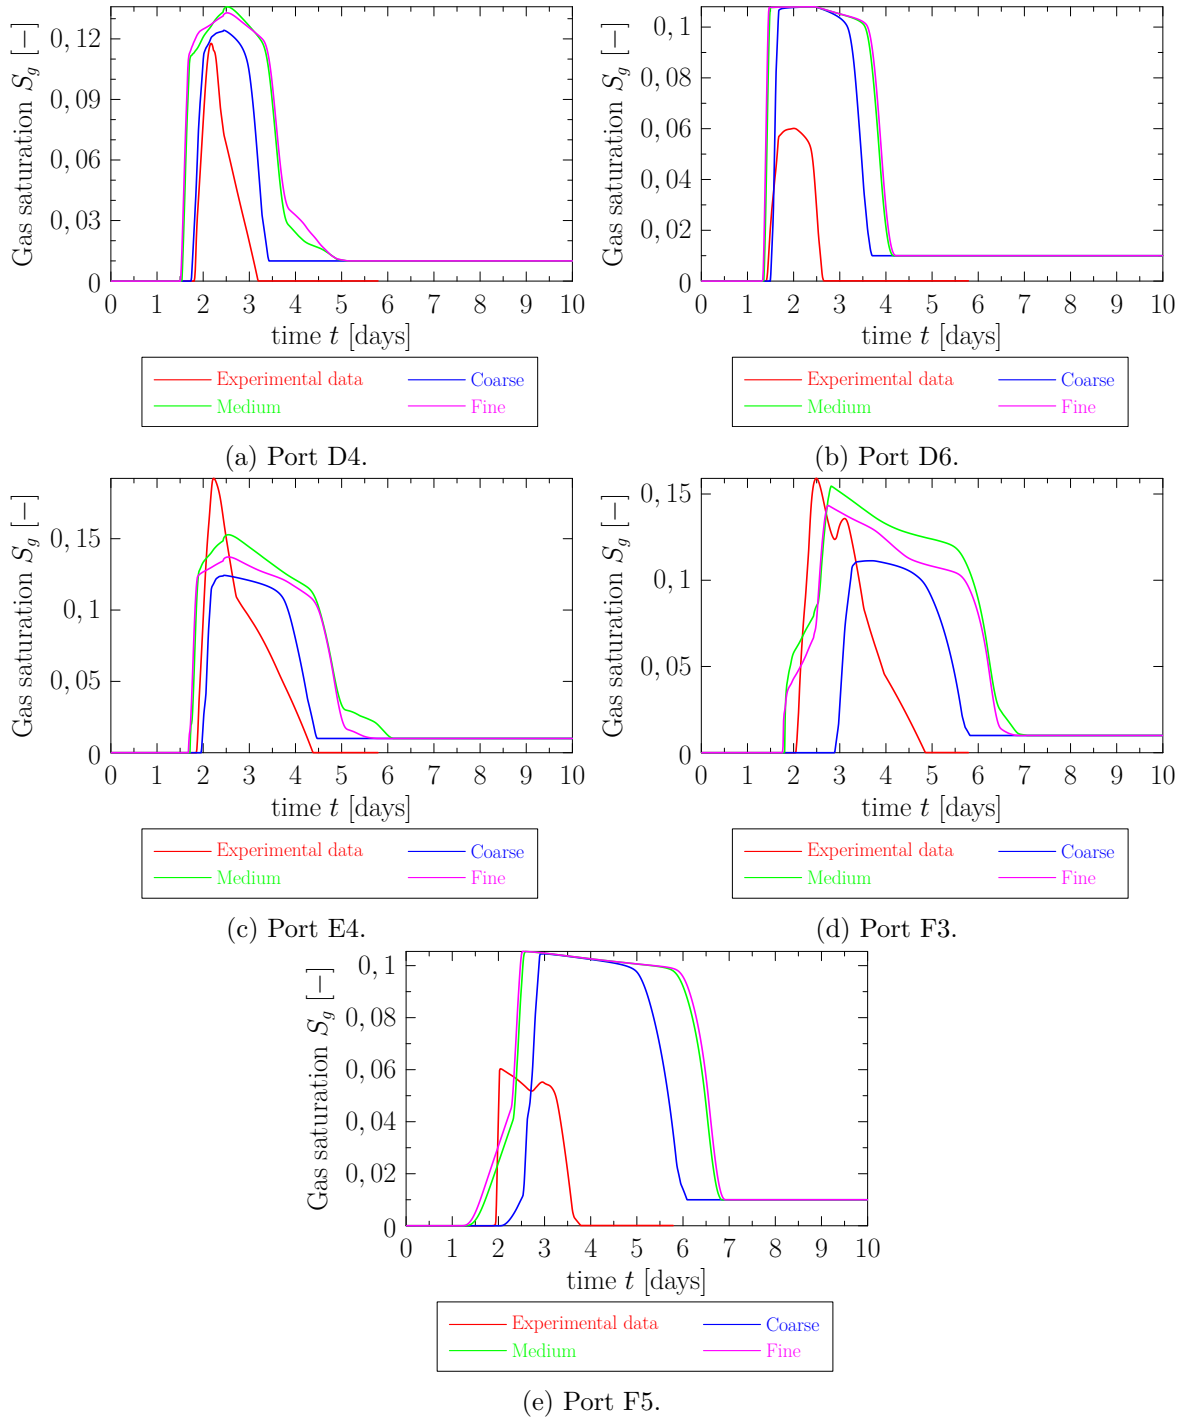 Gas saturation S_g [−]
0,12
0,09
0,06
0,03
0
0 1 2 3 4 5 6 7 8 9 10
time t [days]
Experimental data Coarse
Medium Fine
(a) Port D4.
Gas saturation S_g [−]
0,1
0,08
0,06
0,04
0,02
0
0 1 2 3 4 5 6 7 8 9 10
time t [days]
Experimental data Coarse
Medium Fine
(b) Port D6.
Gas saturation S_g [−]
0,15
0,1
0,05
0
0 1 2 3 4 5 6 7 8 9 10
time t [days]
Experimental data Coarse
Medium Fine
(c) Port E4.
Gas saturation S_g [−]
0,15
0,1
0,05
0
0 1 2 3 4 5 6 7 8 9 10
time t [days]
Experimental data Coarse
Medium Fine
(d) Port F3.
Gas saturation S_g [−]
0,1
0,08
0,06
0,04
0,02
0
0 1 2 3 4 5 6 7 8 9 10
time t [days]
Experimental data Coarse
Medium Fine
(e) Port F5.